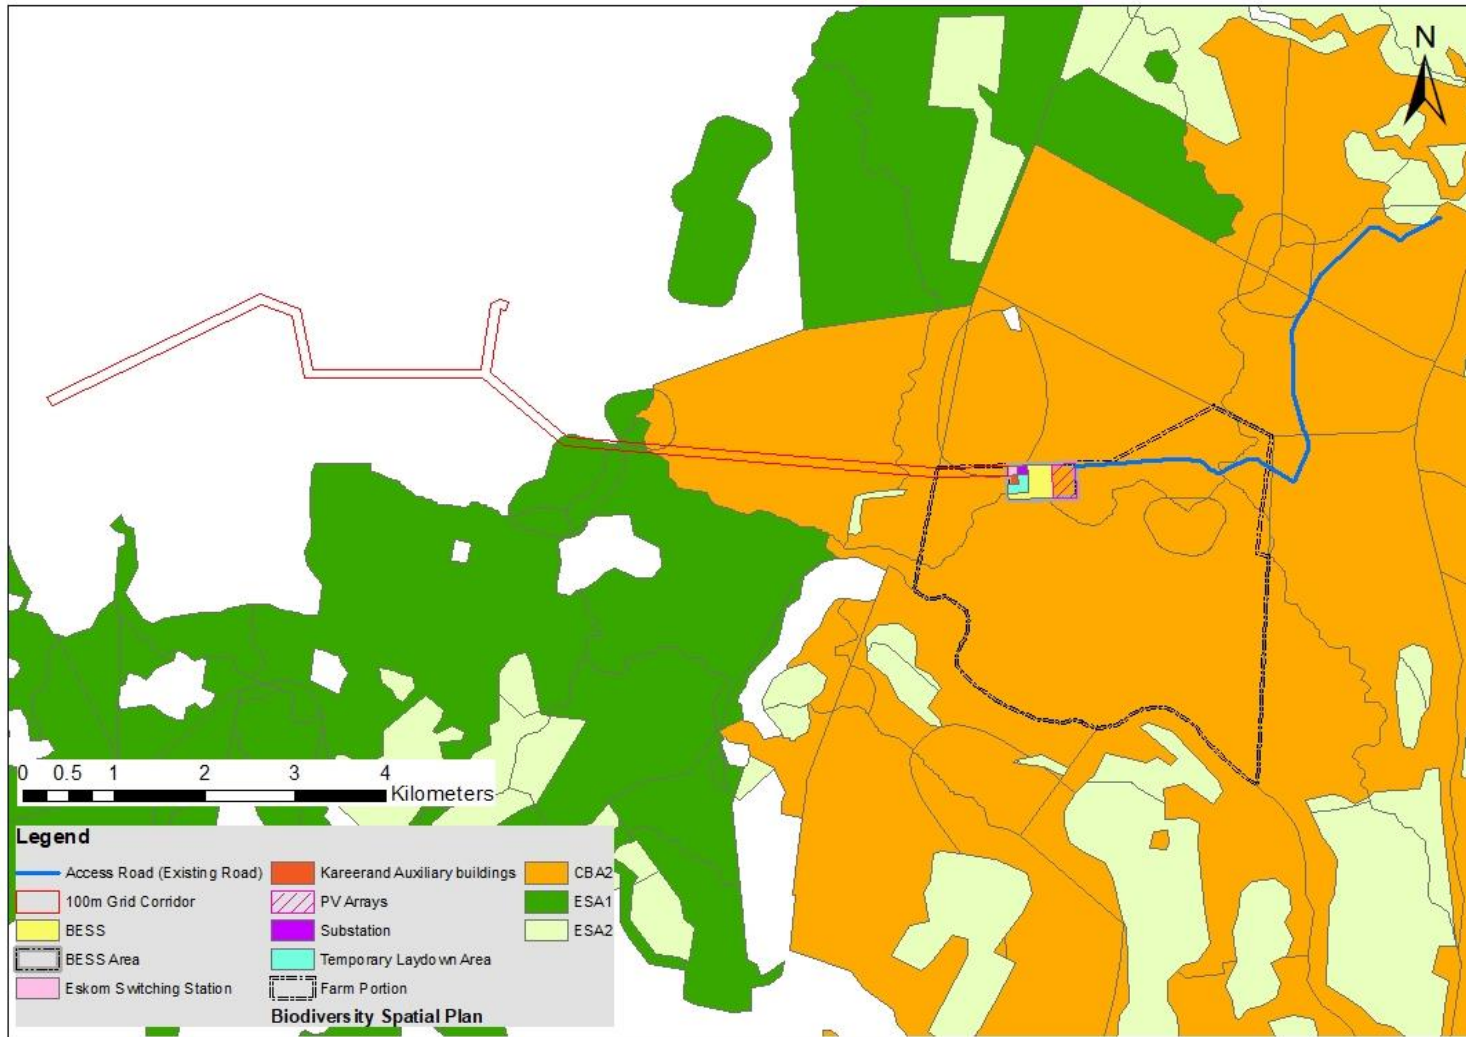 N
0 0.5 1 2 3 4
Kilometers
Legend
Access Road (Existing Road)
100m Grid Corridor
BESS
BESS Area
Eskom Switching Station
Kareerand Auxiliary buildings
PV Arrays
Substation
Temporary Laydown Area
Farm Portion
Biodiversity Spatial Plan
CBA2
ESA1
ESA2